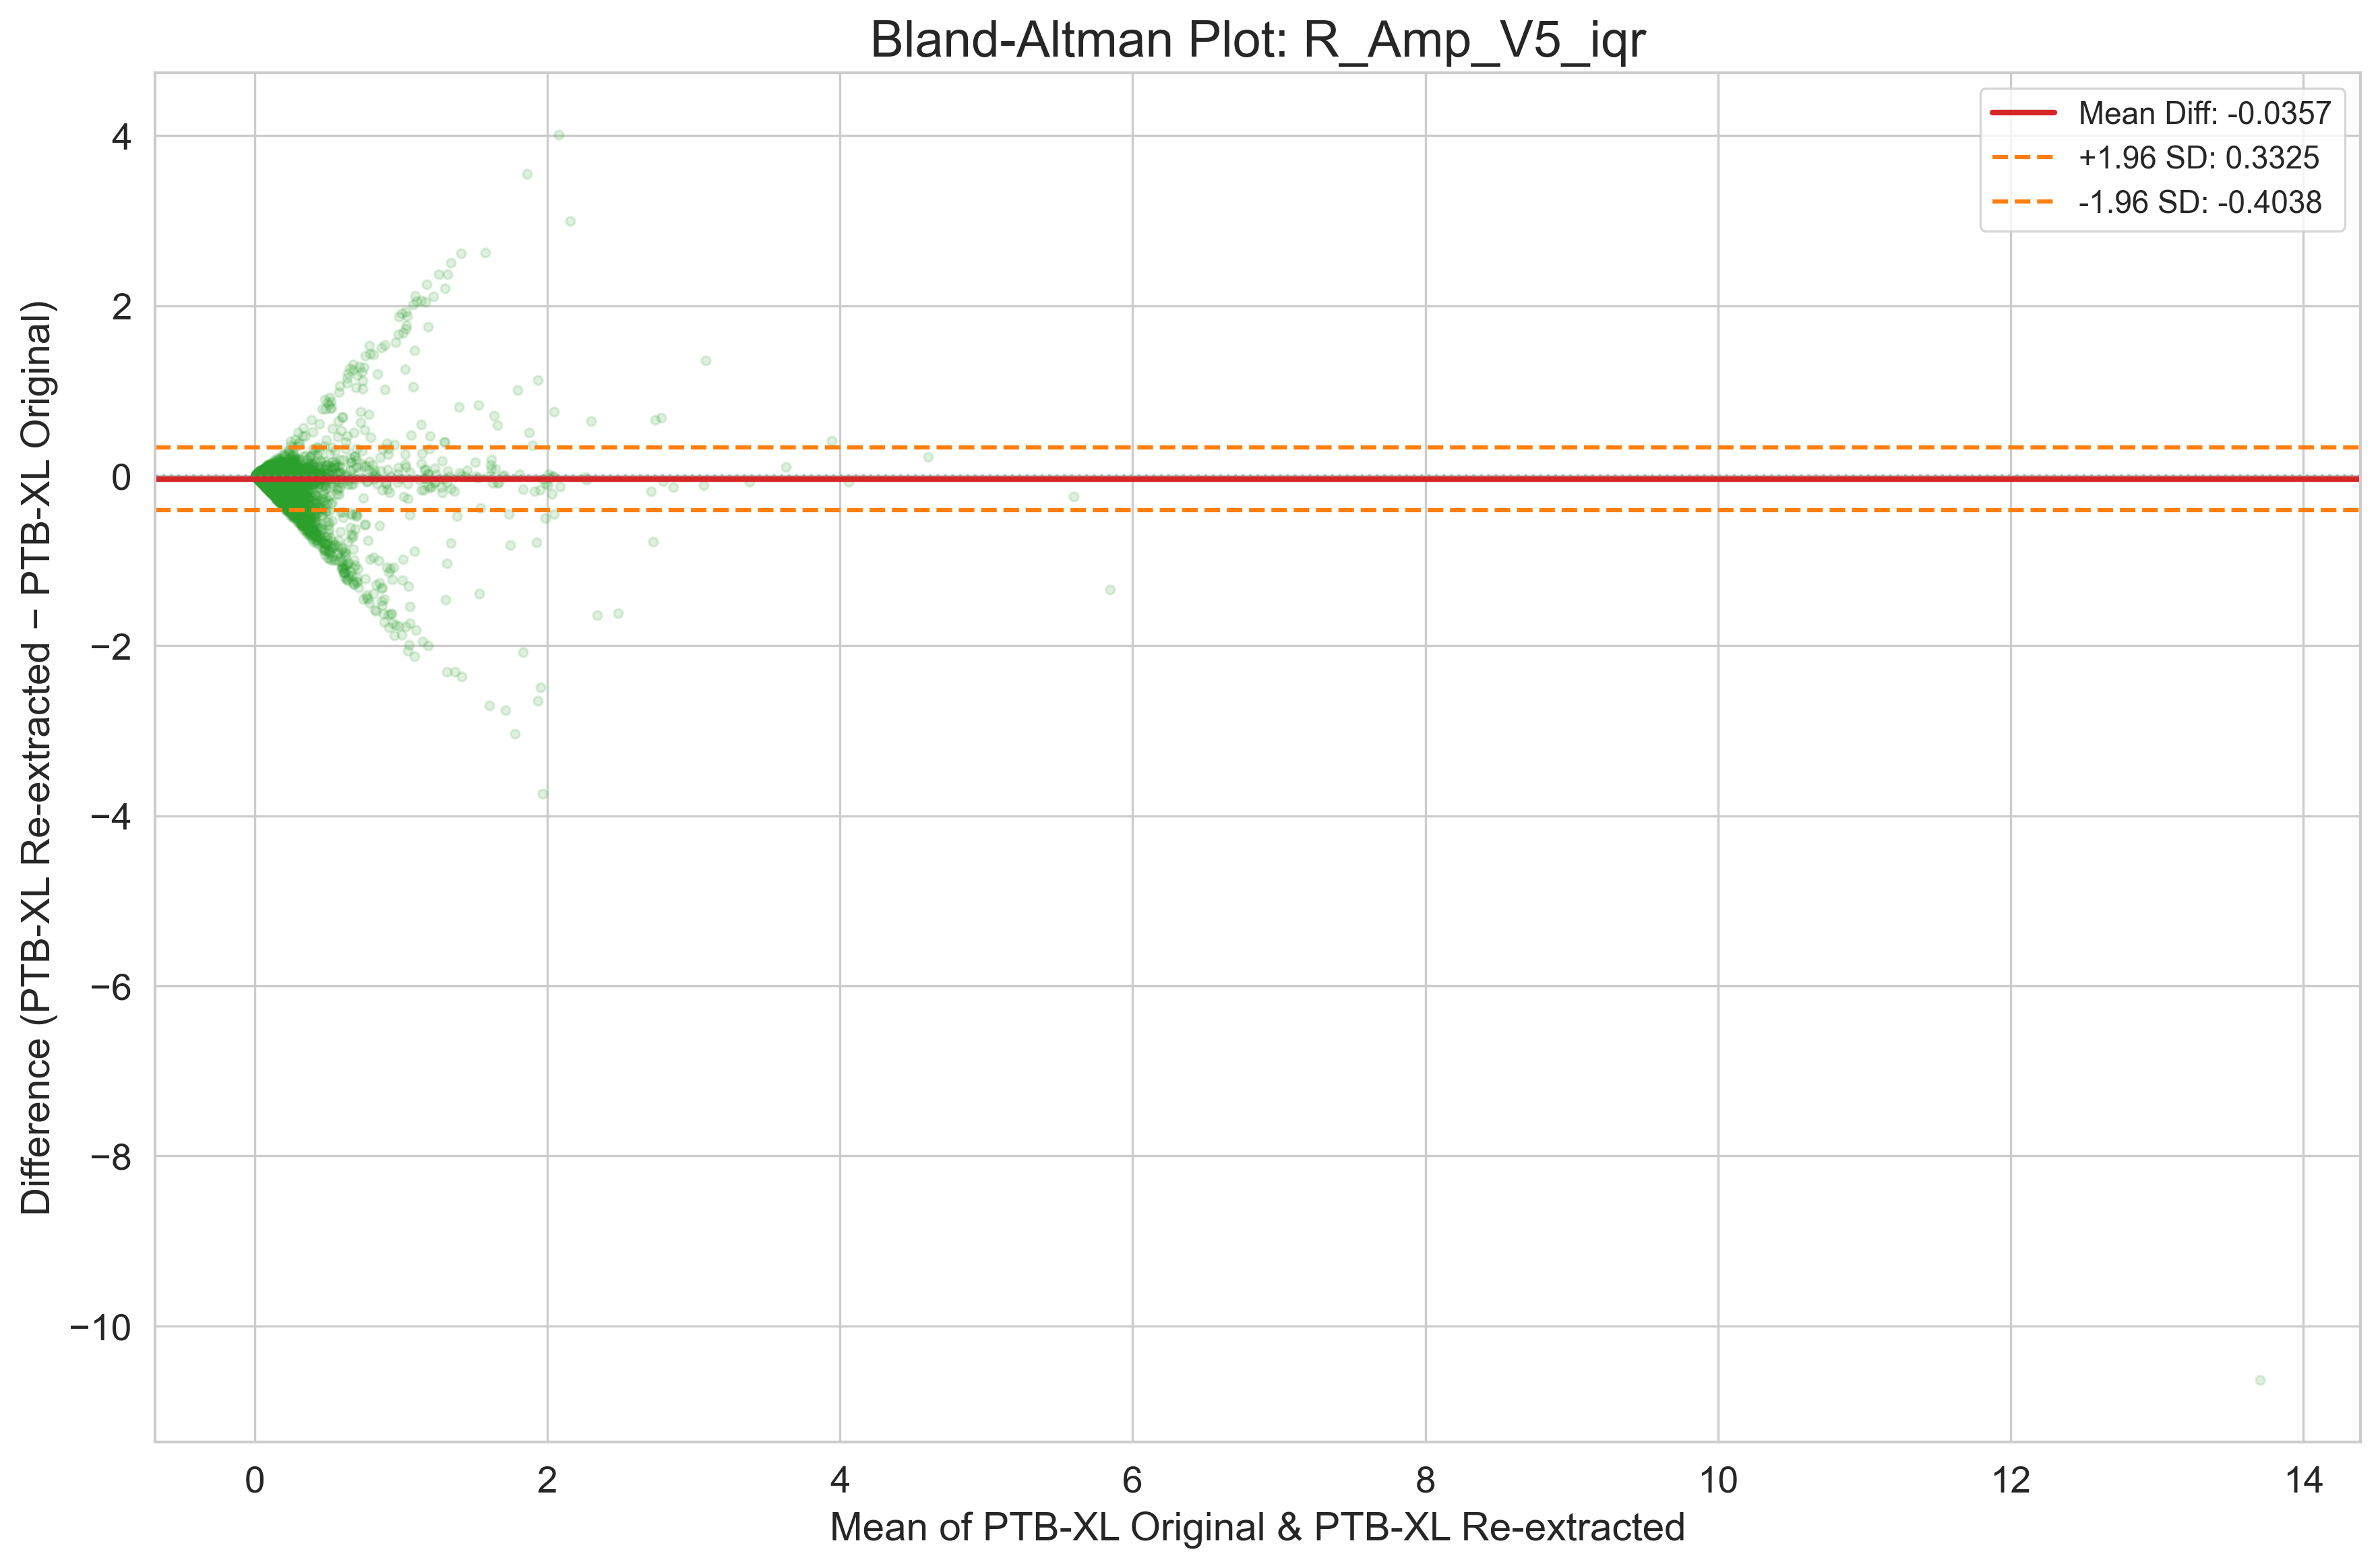 Bland-Altman Plot: R_Amp_V5_iqr
Mean Diff: -0.0357
+1.96 SD: 0.3325
-1.96 SD: -0.4038
Difference (PTB-XL Re-extracted − PTB-XL Original)
4
2
0
−2
−4
−6
−8
−10
0 2 4 6 8 10 12 14
Mean of PTB-XL Original & PTB-XL Re-extracted